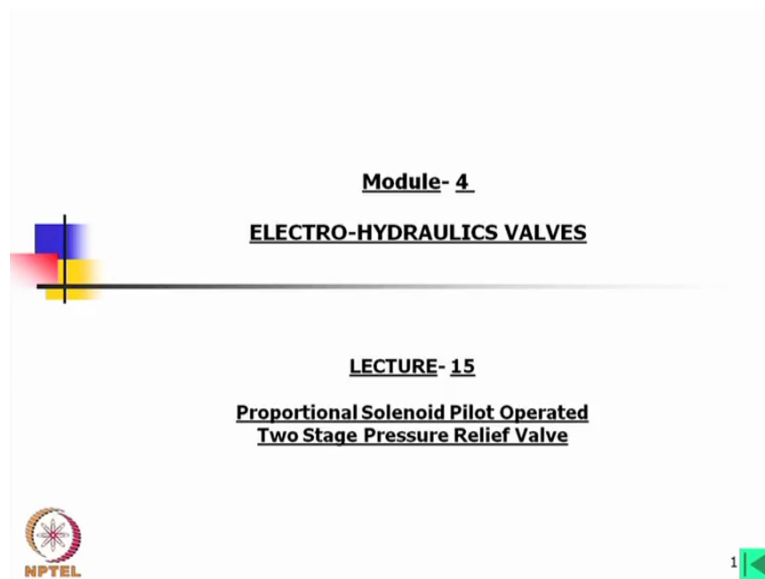 Module- 4
ELECTRO-HYDRAULICS VALVES
LECTURE- 15
Proportional Solenoid Pilot Operated
Two Stage Pressure Relief Valve
NPTEL
1